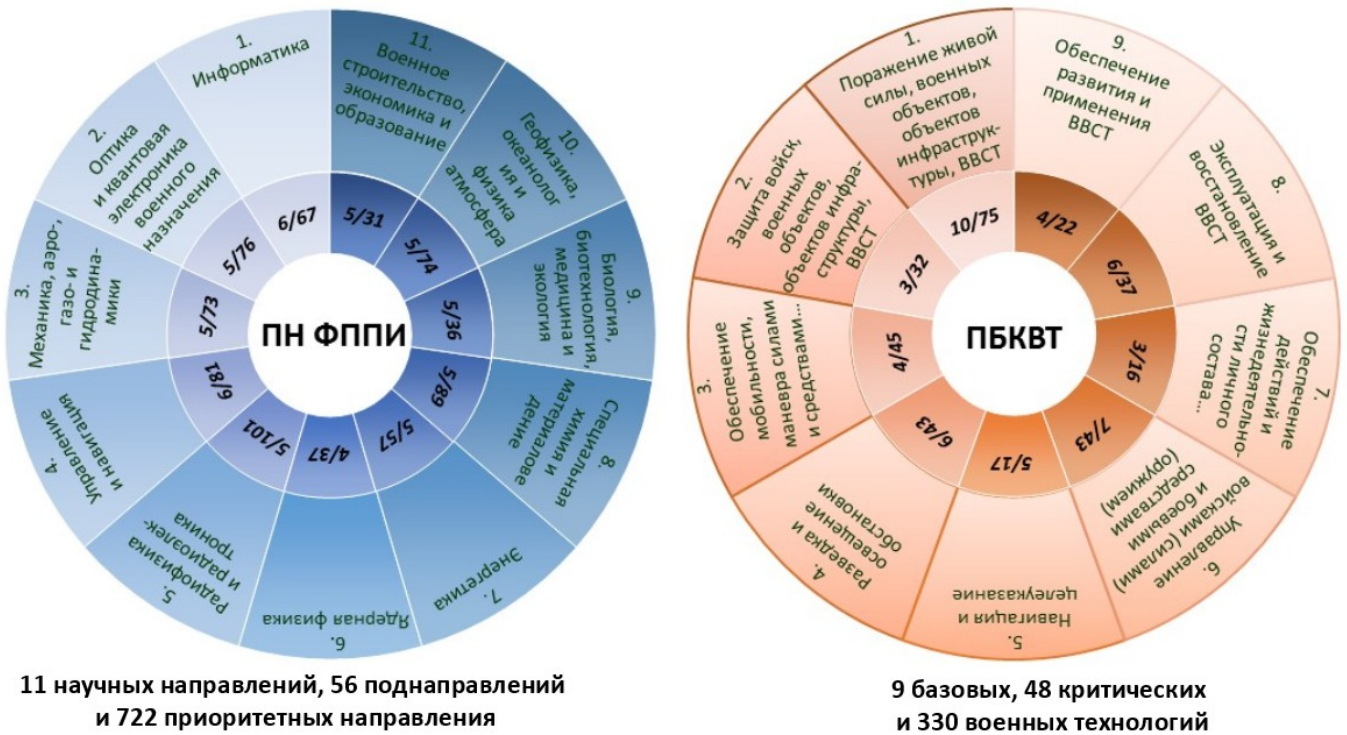 1.
Информатика
6/67
2.
Оптика
и квантовая
электроника
военного
назначения
5/76
3.
Механика, аэро-,
газо- и
гидродина-
мики
5/73
4.
Управление
и навигация
6/81
5.
Радиофизика
и радиоэлек-
троника
5/101
6.
Ядерная физика
4/37
7.
Энергетика
5/57
8.
Специальная
химия и
материалове
дение
5/89
9.
Биология,
биотехнология,
медицина и
экология
5/36
10.
Геофизика,
океанолог
ия и
физика
атмосфера
5/74
11.
Военное
строительство,
экономика и
образование
5/31
ПН ФППИ
11 научных направлений, 56 поднаправлений
и 722 приоритетных направления
1.
Поражение живой
силы, военных
объектов,
объектов
инфраструк-
туры, ВВСТ
10/75
2.
Защита войск,
военных
объектов,
объектов инфра-
структуры,
ВВСТ
3/32
3.
Обеспечение
мобильности,
маневра силами
и средствами...
4/45
4.
Разведка и
освещение
обстановки
6/43
5.
Навигация и
целеуказание
5/17
6.
Управление
войсками (силами)
и боевыми
средствами
(оружием)
7/43
7.
Обеспечение
действий и
жизнедеятельно-
сти личного
состава...
3/16
8.
Эксплуатация и
восстановление
ВВСТ
6/37
9.
Обеспечение
развития и
применения
ВВСТ
4/22
ПБКВТ
9 базовых, 48 критических
и 330 военных технологий